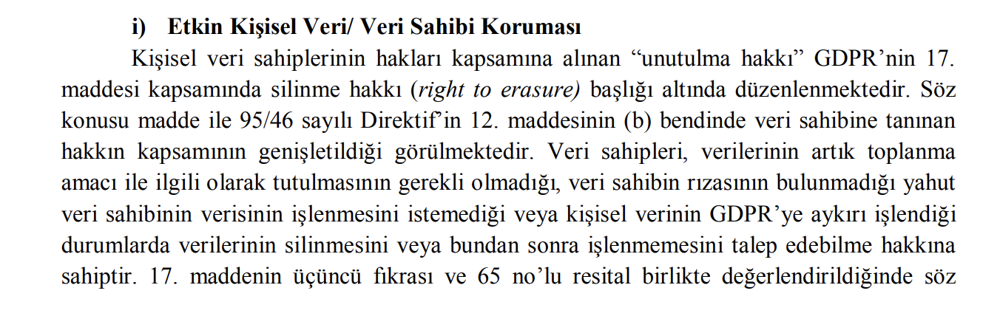 i) Etkin Kişisel Veri/ Veri Sahibi Koruması
Kişisel veri sahiplerinin hakları kapsamına alınan “unutulma hakkı” GDPR’nin 17.
maddesi kapsamında silinme hakkı (right to erasure) başlığı altında düzenlenmektedir. Söz
konusu madde ile 95/46 sayılı Direktif’in 12. maddesinin (b) bendinde veri sahibine tanınan
hakkın kapsamının genişletildiği görülmektedir. Veri sahipleri, verilerinin artık toplanma
amacı ile ilgili olarak tutulmasının gerekli olmadığı, veri sahibin rızasının bulunmadığı yahut
veri sahibinin verisinin işlenmesini istemediği veya kişisel verinin GDPR’ye aykırı işlendiği
durumlarda verilerinin silinmesini veya bundan sonra işlenmemesini talep edebilme hakkına
sahiptir. 17. maddenin üçüncü fıkrası ve 65 no’lu resital birlikte değerlendirildiğinde söz